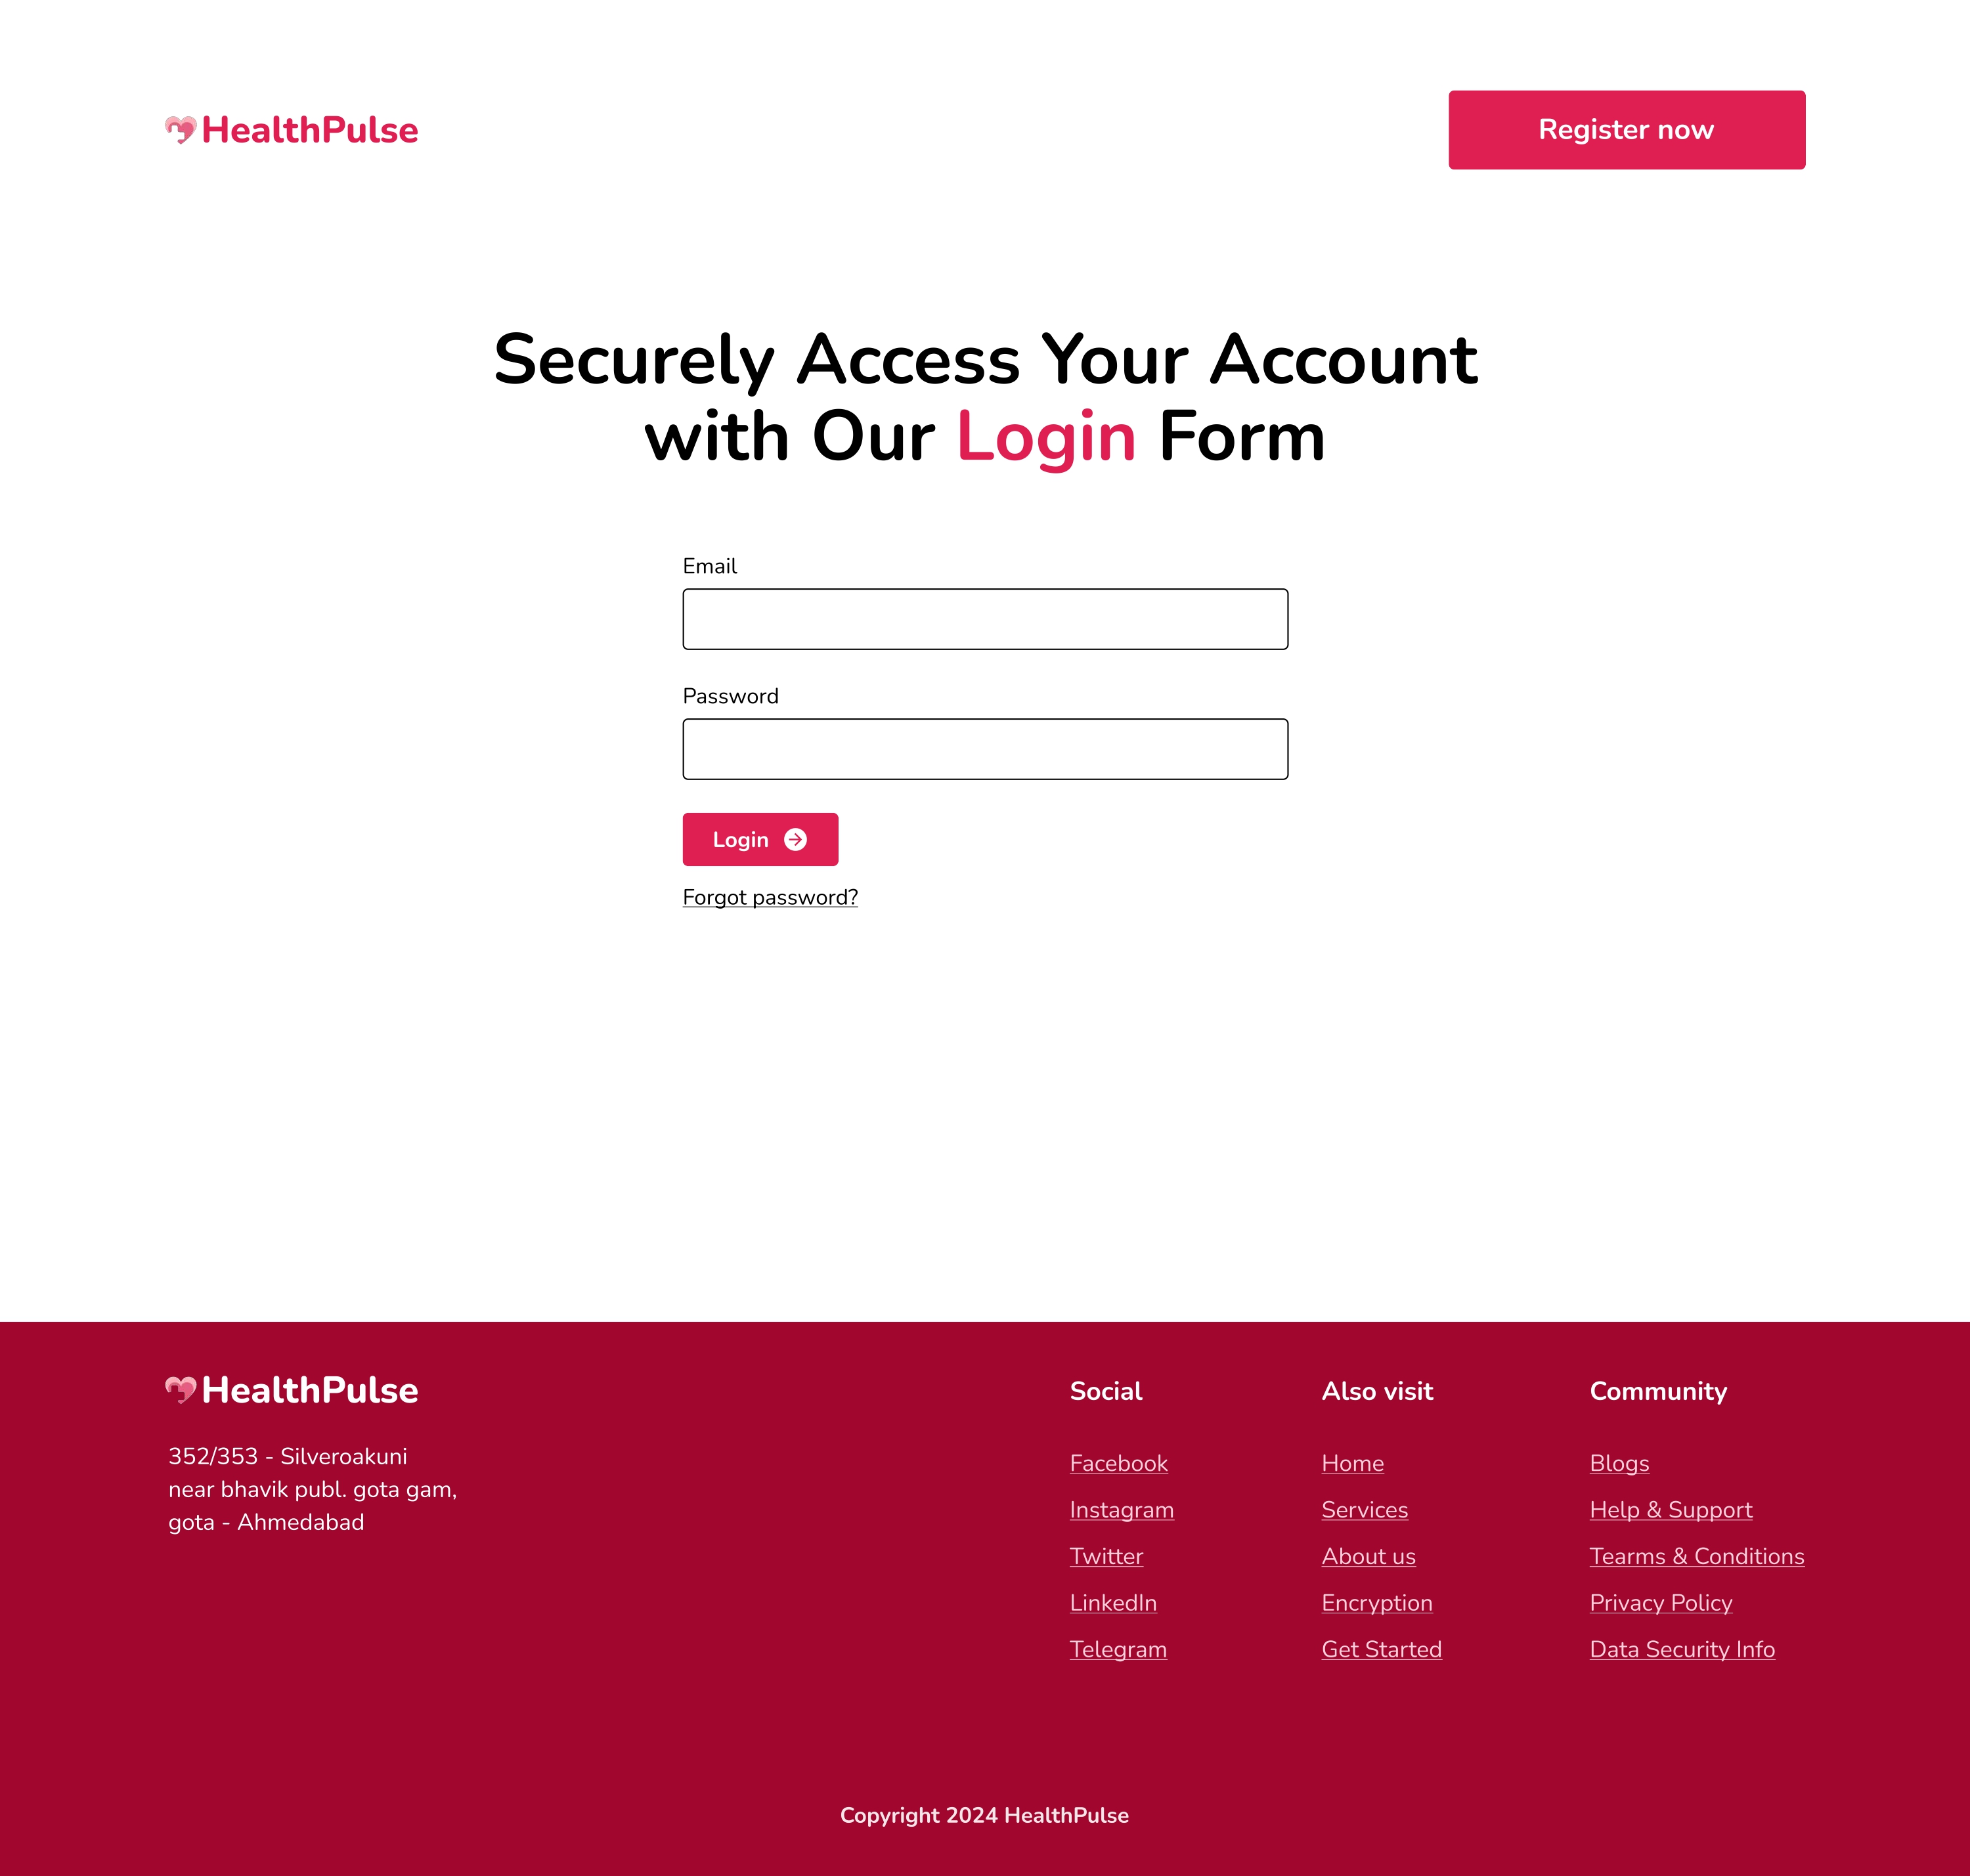 HealthPulse
Register now
Securely Access Your Account
with Our Login Form
Email
Password
Login
Forgot password?
HealthPulse
352/353 - Silveroakuni
near bhavik publ. gota gam,
gota - Ahmedabad
Social
Facebook
Instagram
Twitter
LinkedIn
Telegram
Also visit
Home
Services
About us
Encryption
Get Started
Community
Blogs
Help & Support
Tearms & Conditions
Privacy Policy
Data Security Info
Copyright 2024 HealthPulse